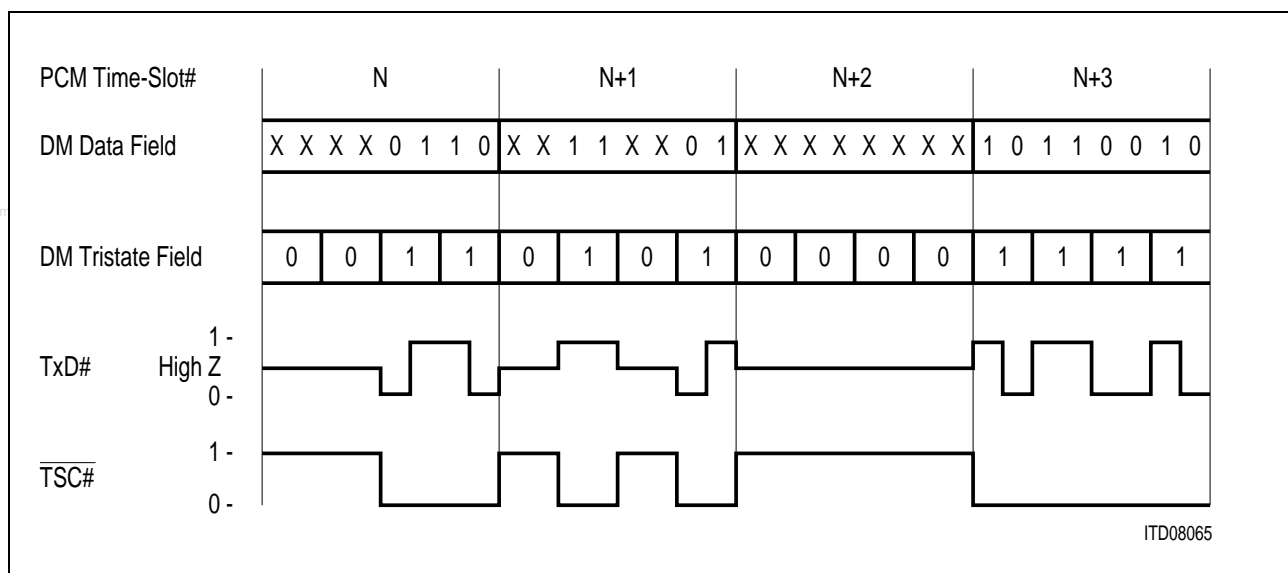 PCM Time-Slot# N N+1 N+2 N+3
DM Data Field X X X X 0 1 1 0 X X 1 1 X X 0 1 X X X X X X X X 1 0 1 1 0 0 1 0
m
DM Tristate Field 0 0 1 1 0 1 0 1 0 0 0 0 1 1 1 1
1 -
TxD# High Z
0 -
1 -
TSC#
0 -
ITD08065